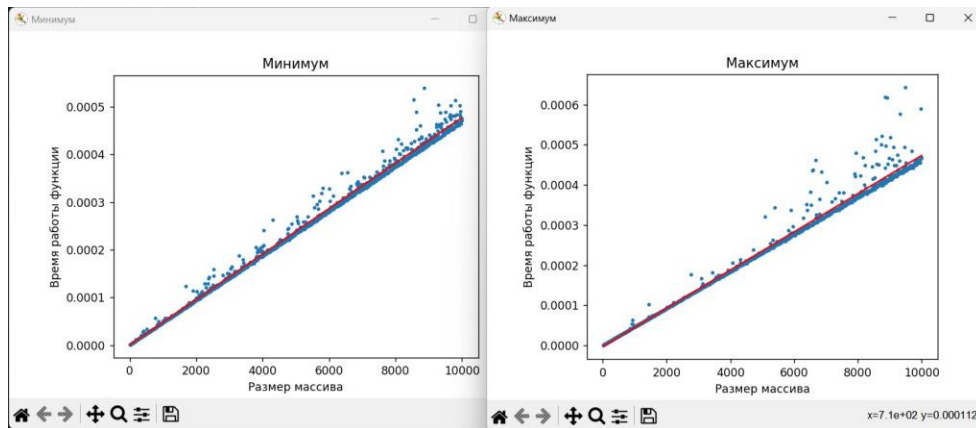 Минимум
Минимум
Время работы функции
0.0005
0.0004
0.0003
0.0002
0.0001
0.0000
0 2000 4000 6000 8000 10000
Размер массива
Максимум
Максимум
Время работы функции
0.0006
0.0005
0.0004
0.0003
0.0002
0.0001
0.0000
0 2000 4000 6000 8000 10000
Размер массива
x=7.1e+02 y=0.000112